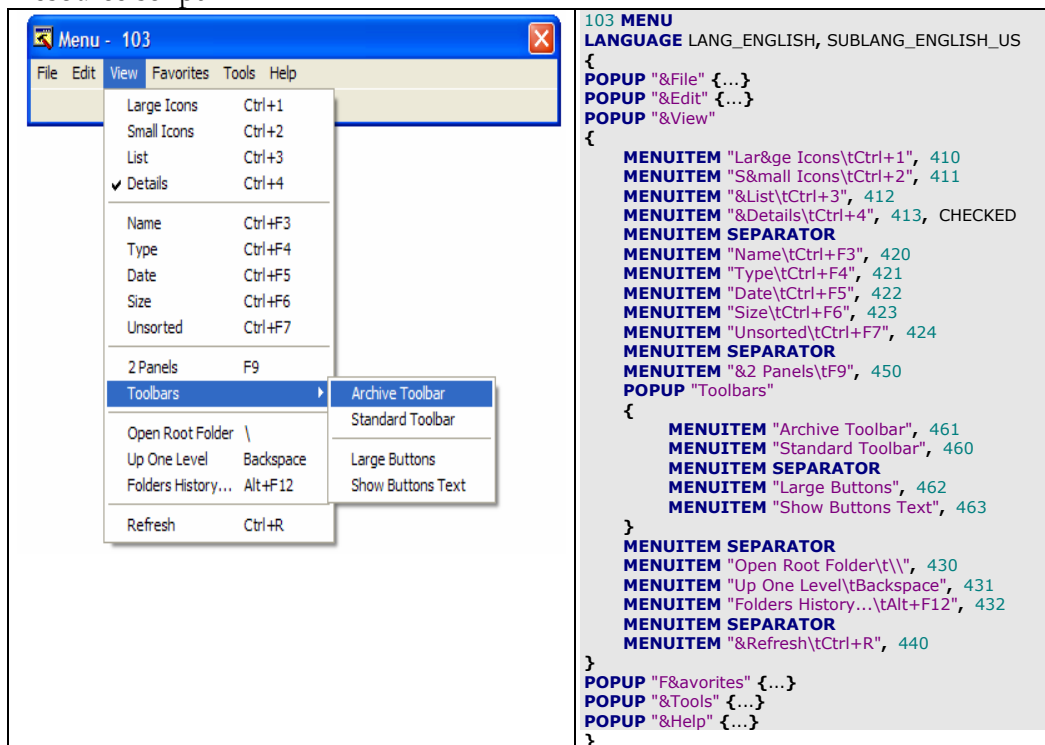 Menu - 103
File Edit View Favorites Tools Help
Large Icons Ctrl+1
Small Icons Ctrl+2
List Ctrl+3
Details Ctrl+4
Name Ctrl+F3
Type Ctrl+F4
Date Ctrl+F5
Size Ctrl+F6
Unsorted Ctrl+F7
2 Panels F9
Toolbars
Archive Toolbar
Standard Toolbar
Large Buttons
Show Buttons Text
Open Root Folder \
Up One Level Backspace
Folders History... Alt+F12
Refresh Ctrl+R
103 MENU
LANGUAGE LANG_ENGLISH, SUBLANG_ENGLISH_US
{
POPUP "&File" {...}
POPUP "&Edit" {...}
POPUP "&View"
{
MENUITEM "Lar&ge Icons\tCtrl+1", 410
MENUITEM "S&mall Icons\tCtrl+2", 411
MENUITEM "&List\tCtrl+3", 412
MENUITEM "&Details\tCtrl+4", 413, CHECKED
MENUITEM SEPARATOR
MENUITEM "Name\tCtrl+F3", 420
MENUITEM "Type\tCtrl+F4", 421
MENUITEM "Date\tCtrl+F5", 422
MENUITEM "Size\tCtrl+F6", 423
MENUITEM "Unsorted\tCtrl+F7", 424
MENUITEM SEPARATOR
MENUITEM "&2 Panels\tF9", 450
POPUP "Toolbars"
{
MENUITEM "Archive Toolbar", 461
MENUITEM "Standard Toolbar", 460
MENUITEM SEPARATOR
MENUITEM "Large Buttons", 462
MENUITEM "Show Buttons Text", 463
}
MENUITEM SEPARATOR
MENUITEM "Open Root Folder\t\\", 430
MENUITEM "Up One Level\tBackspace", 431
MENUITEM "Folders History...\tAlt+F12", 432
MENUITEM SEPARATOR
MENUITEM "&Refresh\tCtrl+R", 440
}
POPUP "F&avorites" {...}
POPUP "&Tools" {...}
POPUP "&Help" {...}
}